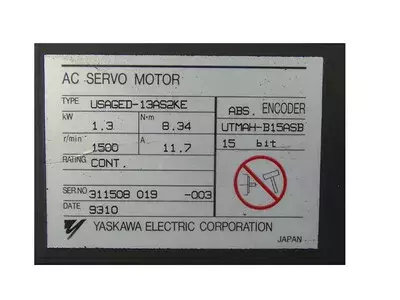 AC SERVO MOTOR
TYPE USAGED-13AS2KE
ABS. ENCODER
kW 1.3 N·m 8.34
UTMAH-B15ASB
r/min 1500 A. 11.7
15 bit
RATING CONT.
SER.NO 311508 019 -003
DATE 9310
YASKAWA ELECTRIC CORPORATION
JAPAN